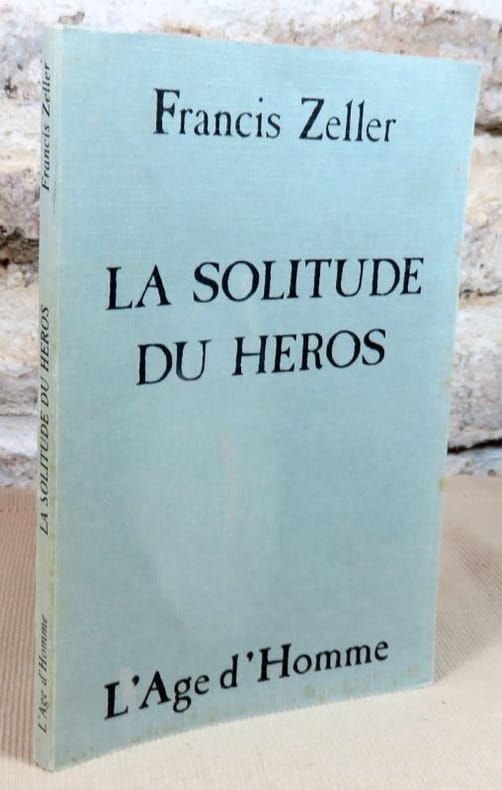 Francis Zeller
LA SOLITUDE
DU HEROS
L'Age d'Homme
Francis Zeller
LA SOLITUDE DU HEROS
L'Age d'Homme